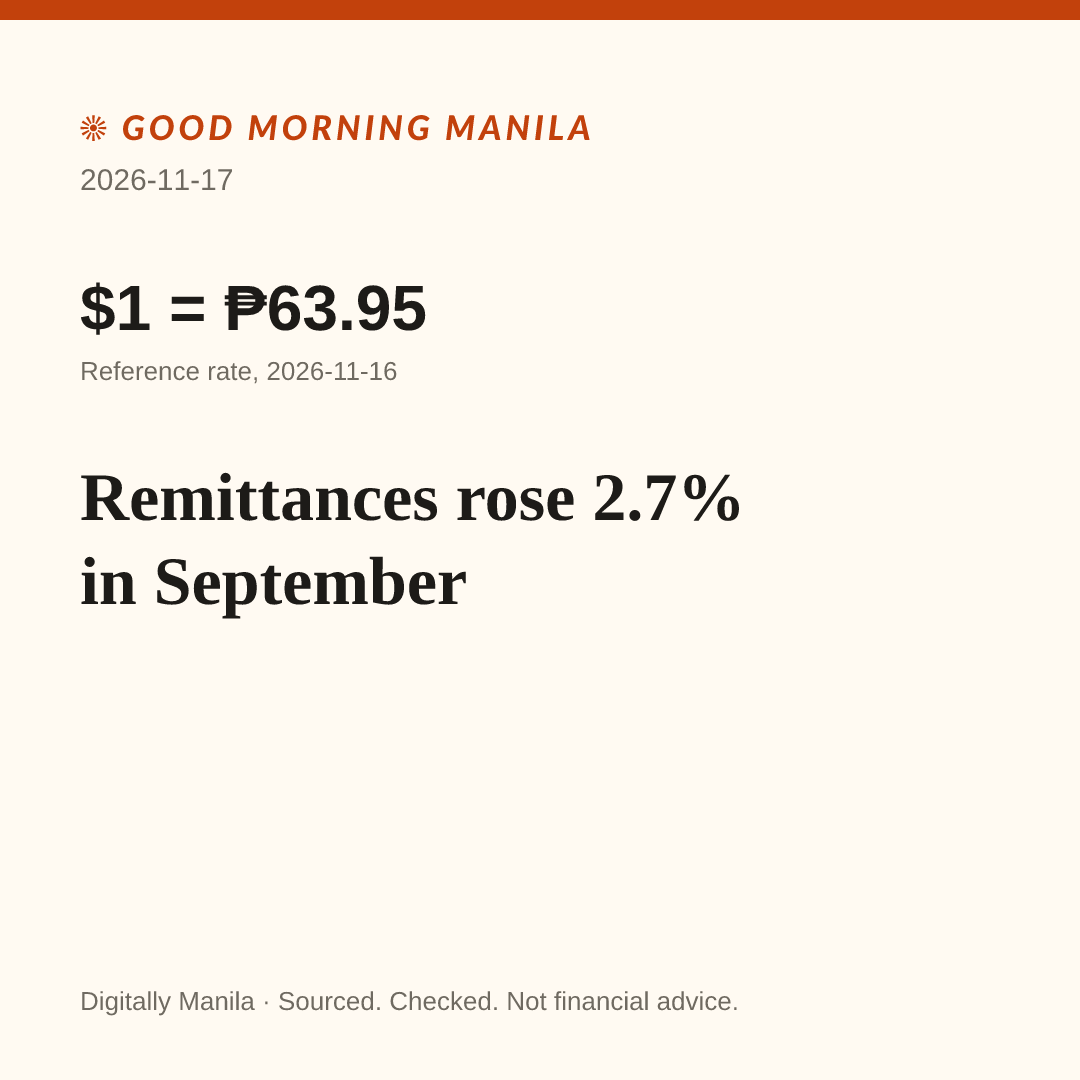 GOOD MORNING MANILA
2026-11-17
$1 = ₱63.95
Reference rate, 2026-11-16
Remittances rose 2.7%
in September
Digitally Manila · Sourced. Checked. Not financial advice.